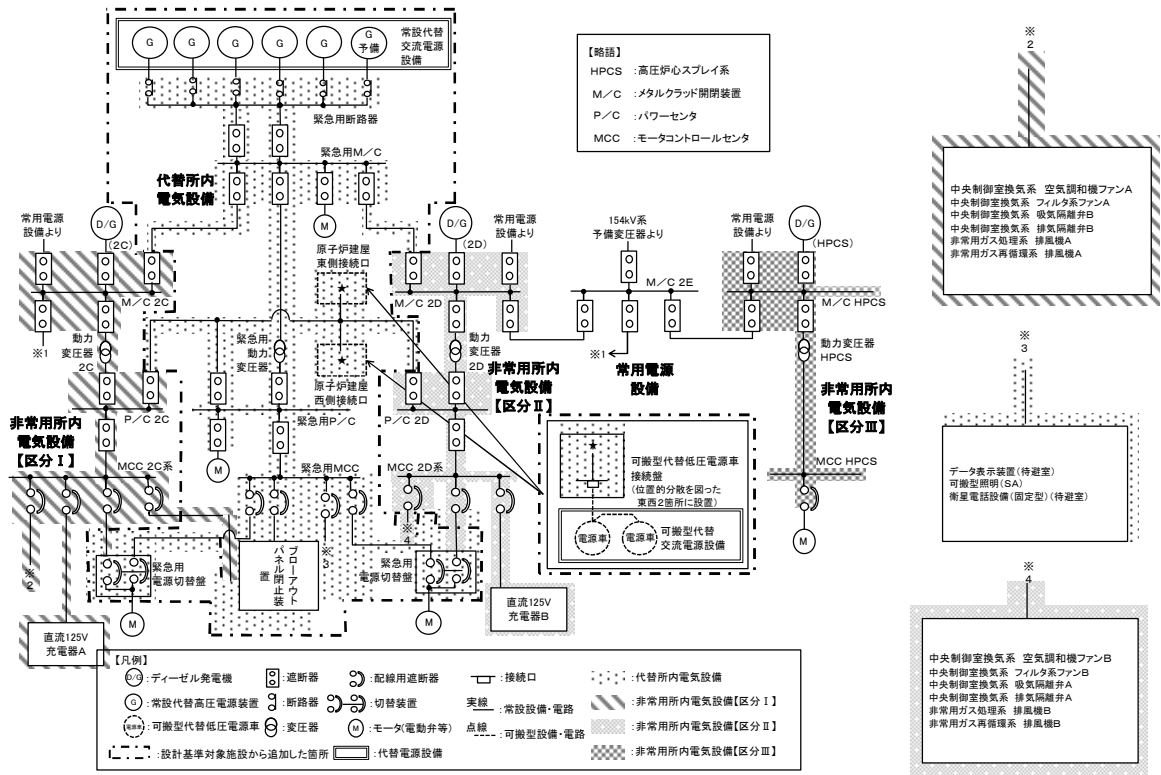 G
G
G
G
G
G
予備
常設代替
交流電源
設備
緊急用断路器
緊急用M/C
代替所内
電気設備
【略語】
HPCS :高圧炉心スプレイ系
M/C :メタルクラッド開閉装置
P/C :パワーセンタ
MCC :モータコントロールセンタ
常用電源
設備より
D/G
(2C)
M
原子炉建屋
東側接続口
D/G
(2D)
常用電源
設備より
154kV系
予備変圧器より
常用電源
設備より
D/G
(HPCS)
M/C 2C
M/C 2D
M/C 2E
M/C HPCS
※1
動力
変圧器
2C
緊急用
動力
変圧器
原子炉建屋
西側接続口
動力
変圧器
2D
※1
動力変圧器
HPCS
非常用所内
電気設備
【区分Ⅰ】
P/C 2C
緊急用P/C
P/C 2D
非常用所内
電気設備
【区分Ⅱ】
常用電源
設備
非常用所内
電気設備
【区分Ⅲ】
M
MCC 2C系
緊急用MCC
MCC 2D系
MCC HPCS
M
可搬型代替低圧電源車
接続盤
(位置的分散を図った
東西2箇所に設置)
電源車
電源車
可搬型代替
交流電源設備
※2
緊急用
電源切替盤
M
ブローアウト
パネル閉止装
置
※3
※4
緊急用
電源切替盤
M
直流125V
充電器A
直流125V
充電器B
【凡例】
D/G :ディーゼル発電機
:遮断器
:配線用遮断器
:接続口
:代替所内電気設備
G :常設代替高圧電源装置
:断路器
:切替装置
実線 :常設設備・電路
:非常用所内電気設備【区分Ⅰ】
電源車 :可搬型代替低圧電源車
:変圧器
M :モータ(電動弁等)
点線 :可搬型設備・電路
:非常用所内電気設備【区分Ⅱ】
:設計基準対象施設から追加した箇所
:代替電源設備
:非常用所内電気設備【区分Ⅲ】
※2
中央制御室換気系 空気調和機ファンA
中央制御室換気系 フィルタ系ファンA
中央制御室換気系 吸気隔離弁B
中央制御室換気系 排気隔離弁B
非常用ガス処理系 排風機A
非常用ガス再循環系 排風機A
※3
データ表示装置(待避室)
可搬型照明(SA)
衛星電話設備(固定型)(待避室)
※4
中央制御室換気系 空気調和機ファンB
中央制御室換気系 フィルタ系ファンB
中央制御室換気系 吸気隔離弁A
中央制御室換気系 排気隔離弁A
非常用ガス処理系 排風機B
非常用ガス再循環系 排風機B